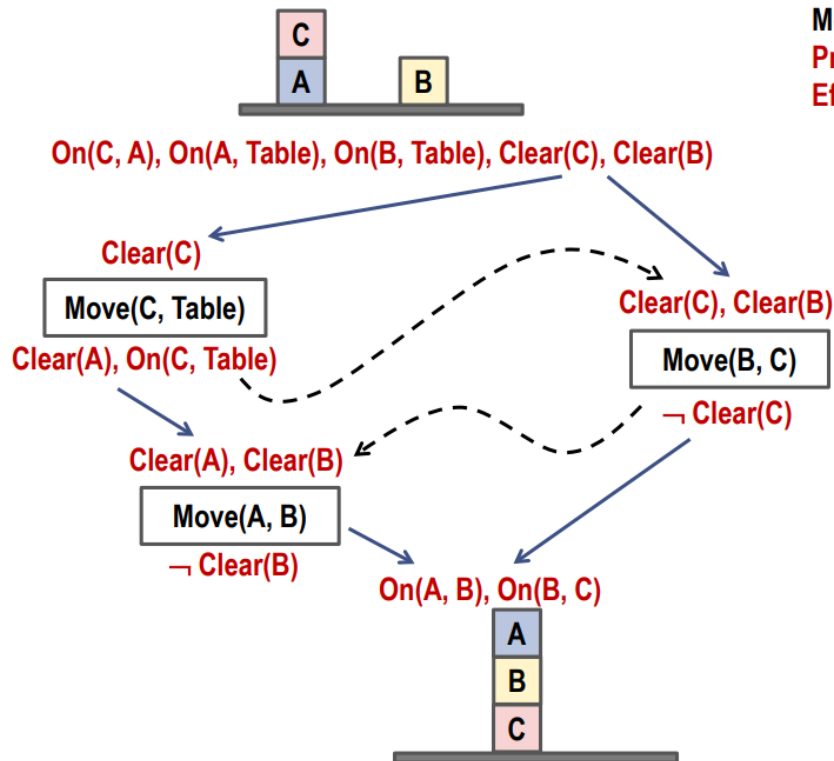 C
A
B
On(C, A), On(A, Table), On(B, Table), Clear(C), Clear(B)
Clear(C)
Move(C, Table)
Clear(A), On(C, Table)
Clear(C), Clear(B)
Move(B, C)
¬ Clear(C)
Clear(A), Clear(B)
Move(A, B)
¬ Clear(B)
On(A, B), On(B, C)
A
B
C